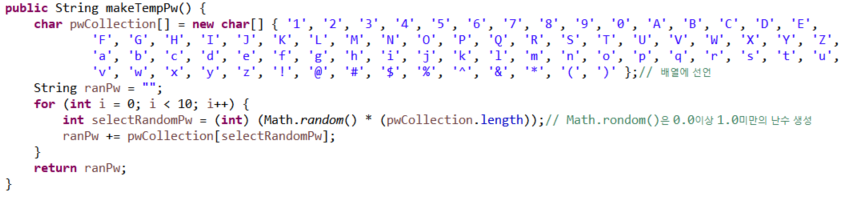 public String makeTempPw() {
char pwCollection[] = new char[] { '1', '2', '3', '4', '5', '6', '7', '8', '9', '0', 'A', 'B', 'C', 'D', 'E',
'F', 'G', 'H', 'I', 'J', 'K', 'L', 'M', 'N', 'O', 'P', 'Q', 'R', 'S', 'T', 'U', 'V', 'W', 'X', 'Y', 'Z',
'a', 'b', 'c', 'd', 'e', 'f', 'g', 'h', 'i', 'j', 'k', 'l', 'm', 'n', 'o', 'p', 'q', 'r', 's', 't', 'u',
'v', 'w', 'x', 'y', 'z', '!', '@', '#', '$', '%', '^', '&', '*', '(', ')' };// 배열에 선언
String ranPw = "";
for (int i = 0; i < 10; i++) {
int selectRandomPw = (int) (Math.random() * (pwCollection.length));// Math.rondom()은 0.0이상 1.0미만의 난수 생성
ranPw += pwCollection[selectRandomPw];
}
return ranPw;
}